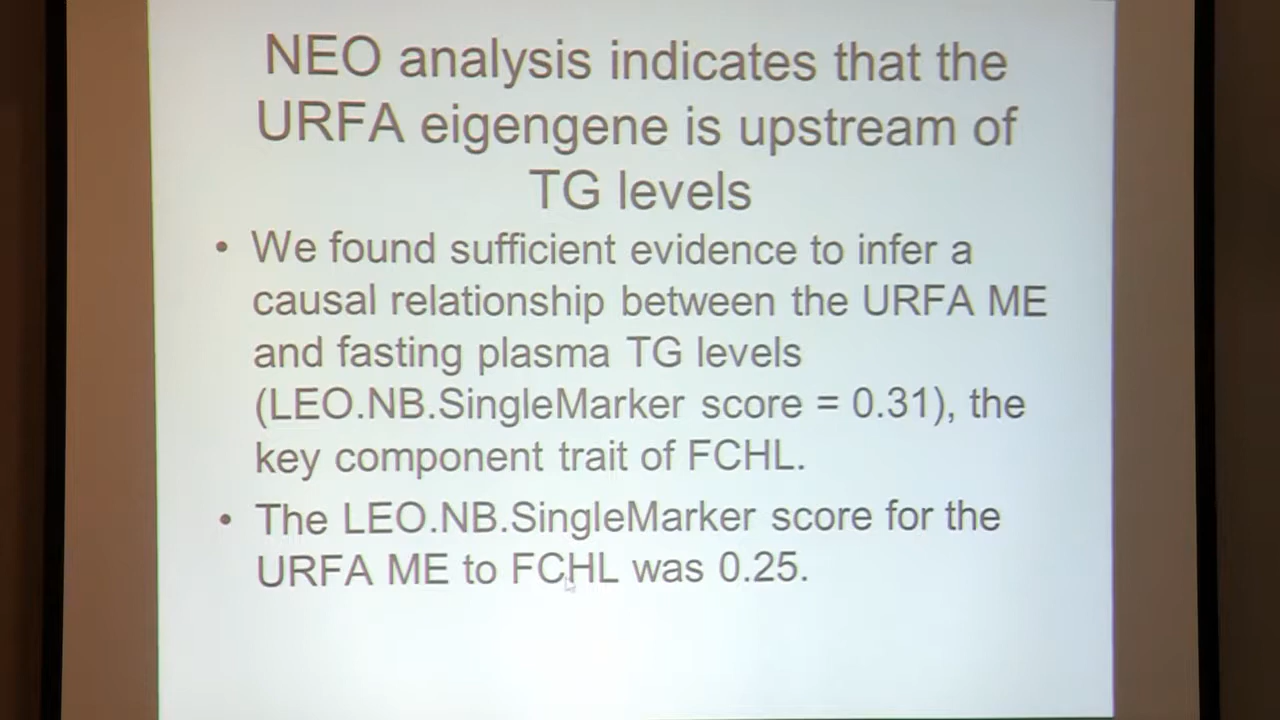 NEO analysis indicates that the
URFA eigengene is upstream of
TG levels
• We found sufficient evidence to infer a
causal relationship between the URFA ME
and fasting plasma TG levels
(LEO.NB.SingleMarker score = 0.31), the
key component trait of FCHL.
• The LEO.NB.SingleMarker score for the
URFA ME to FCHL was 0.25.